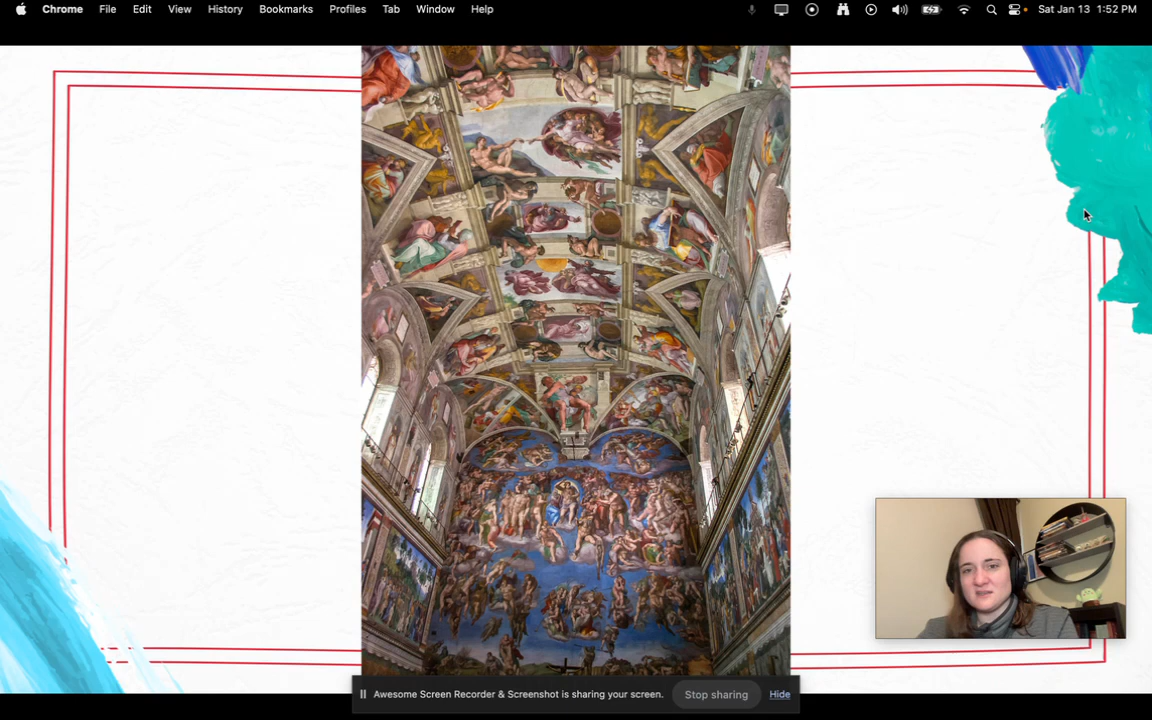 Chrome File Edit View History Bookmarks Profiles Tab Window Help Sat Jan 13 1:52 PM
Awesome Screen Recorder & Screenshot is sharing your screen. Stop sharing Hide